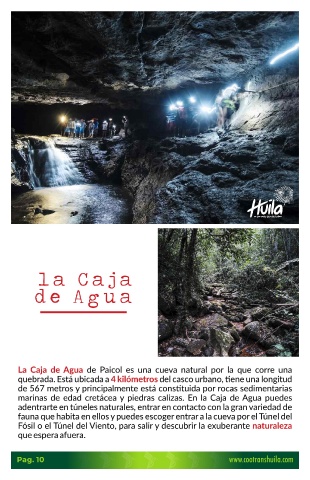 Huila
la Caja
de Agua
La Caja de Agua de Paicol es una cueva natural por la que corre una
quebrada. Está ubicada a 4 kilómetros del casco urbano, tiene una longitud
de 567 metros y principalmente está constituida por rocas sedimentarias
marinas de edad cretácea y piedras calizas. En la Caja de Agua puedes
adentrarte en túneles naturales, entrar en contacto con la gran variedad de
fauna que habita en ellos y puedes escoger entrar a la cueva por el Túnel del
Fósil o el Túnel del Viento, para salir y descubrir la exuberante naturaleza
que espera afuera.
Pag. 10
www.cootranshuila.com